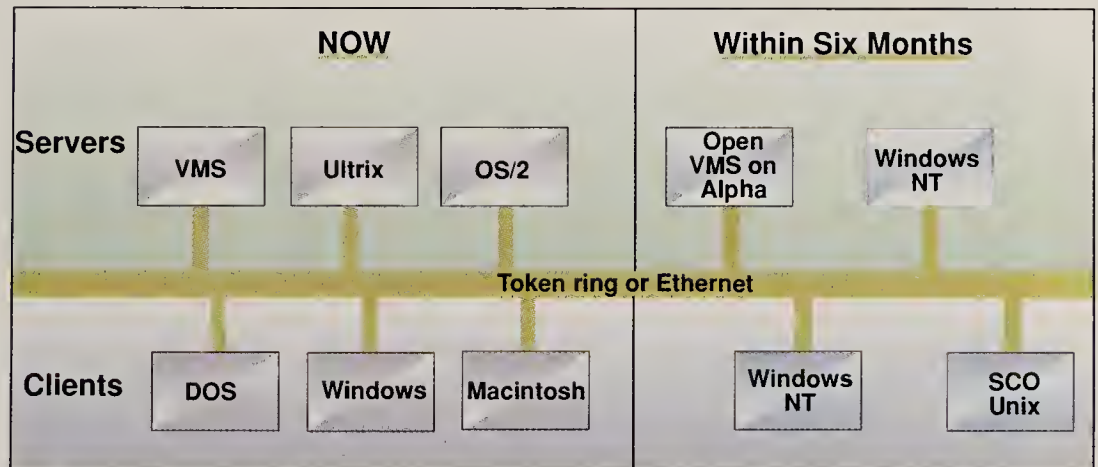 NOW
Within Six Months
Servers
VMS
Ultrix
OS/2
Open
VMS on
Alpha
Windows
NT
Token ring or Ethernet
Clients
DOS
Windows
Macintosh
Windows
NT
SCO
Unix